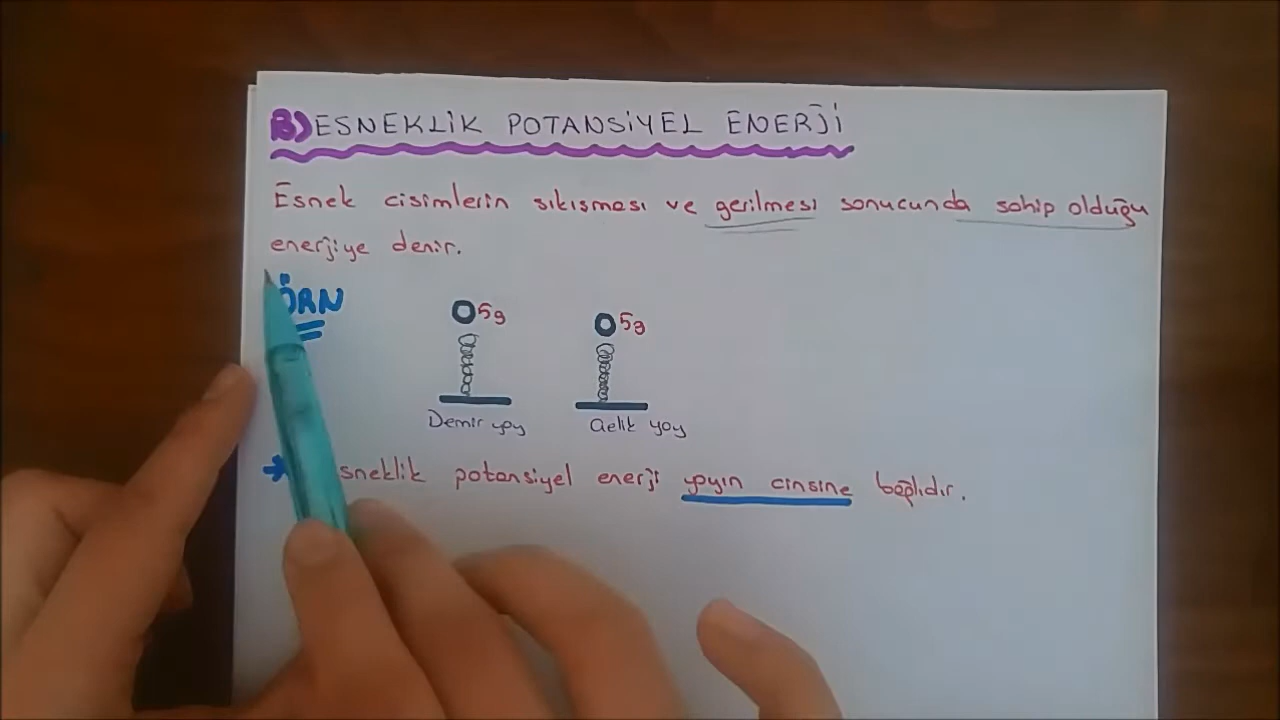 B) ESNEKLİK POTANSİYEL ENERJİ
Esnek cisimlerin sıkışması ve gerilmesi sonucunda sahip olduğu
enerjiye denir.
ÖRN
5g 5g
Demir yay Çelik yay
→ sneklik potansiyel enerji yayın cinsine bağlıdır.